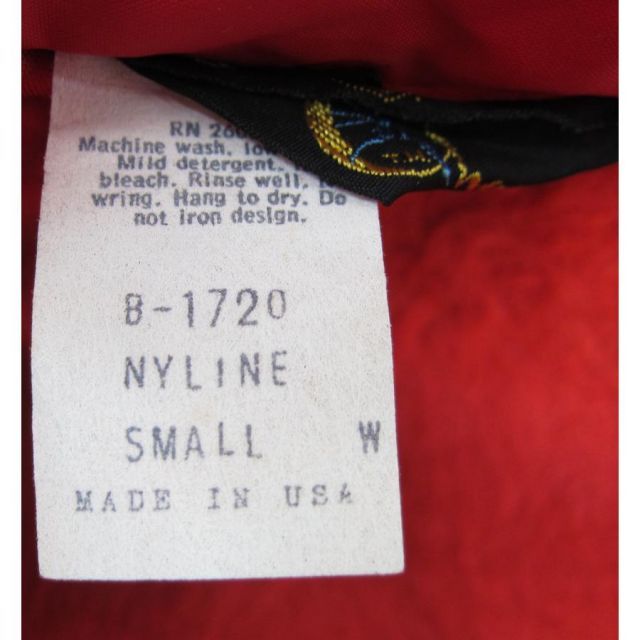 RN
Machine wash.
Mild detergent.
bleach. Rinse well.
wring. Hang to dry. Do
not iron design.
B-1720
NYLINE
SMALL W
MADE IN USA